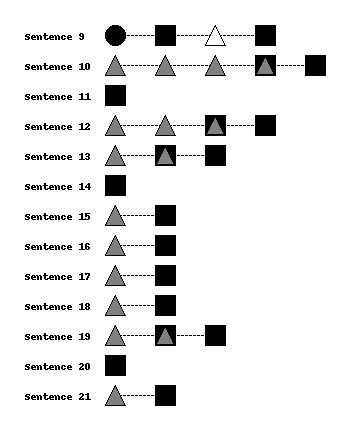 Sentence 9
Sentence 10
Sentence 11
Sentence 12
Sentence 13
Sentence 14
Sentence 15
Sentence 16
Sentence 17
Sentence 18
Sentence 19
Sentence 20
Sentence 21